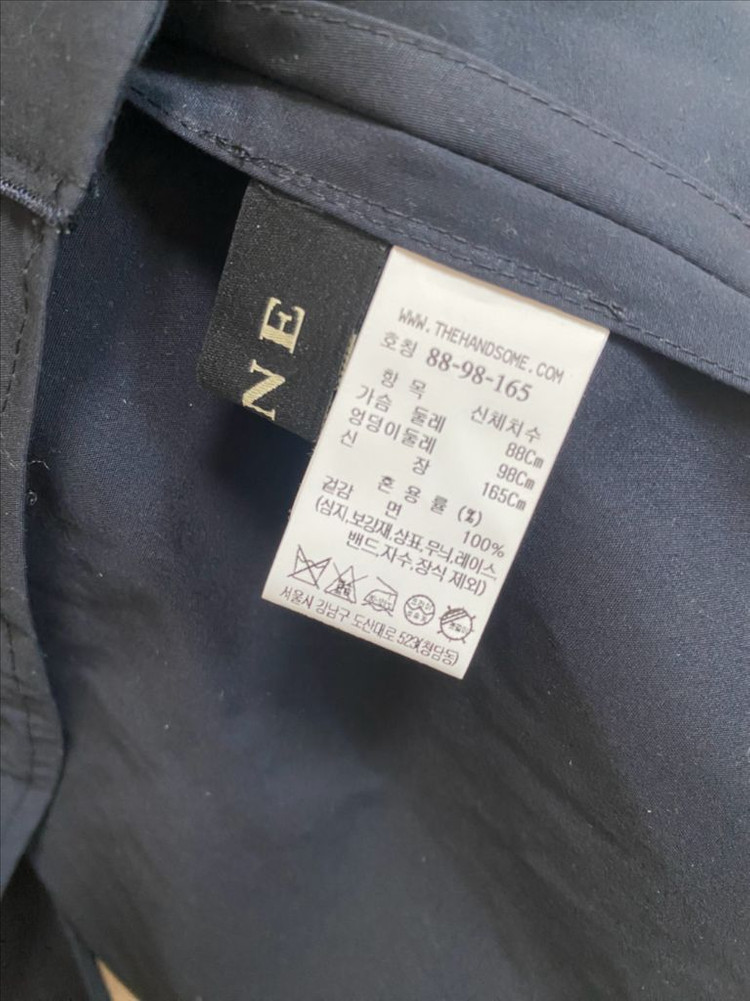 NE
WWW.THEHANDSOME.COM
호칭 88-98-165
항 목 신체치수
가슴 둘레 88Cm
엉덩이둘레 98Cm
신 장 165Cm
겉감 혼 용 률 (%)
면 100%
(심지,보강재,상표,무늬,레이스
밴드,자수,장식 제외)
서울시 강남구 도산대로 523(청담동)